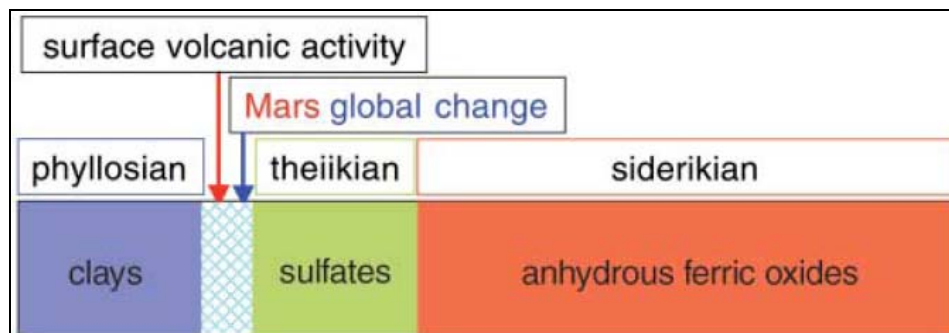 surface volcanic activity
Mars global change
phyllosian
theiikian
siderikian
clays
sulfates
anhydrous ferric oxides